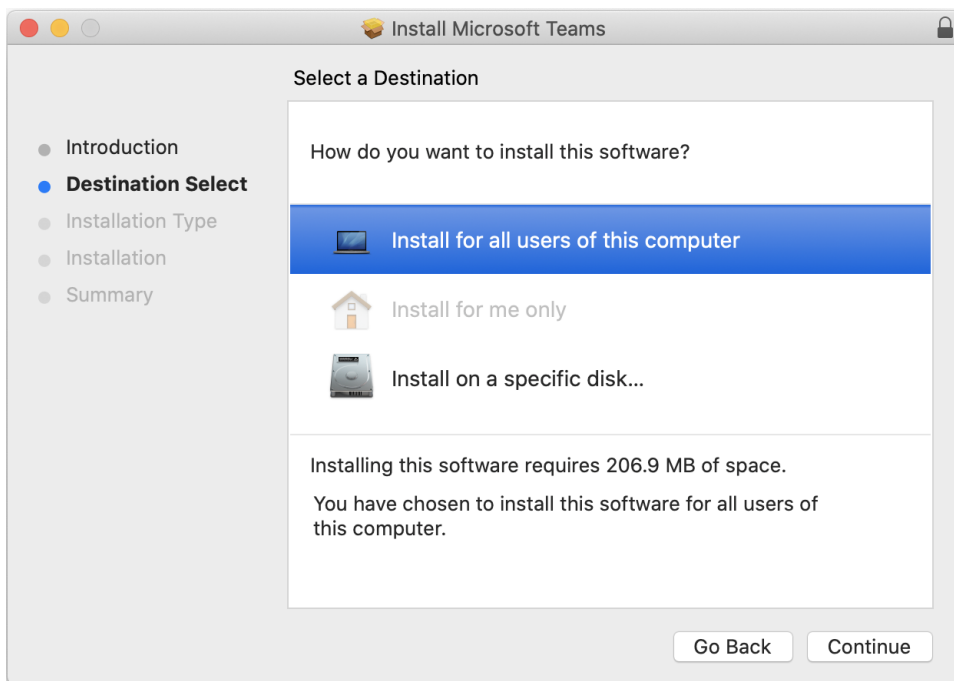 Install Microsoft Teams
Select a Destination
Introduction
Destination Select
Installation Type
Installation
Summary
How do you want to install this software?
Install for all users of this computer
Install for me only
Install on a specific disk...
Installing this software requires 206.9 MB of space.
You have chosen to install this software for all users of
this computer.
Go Back
Continue